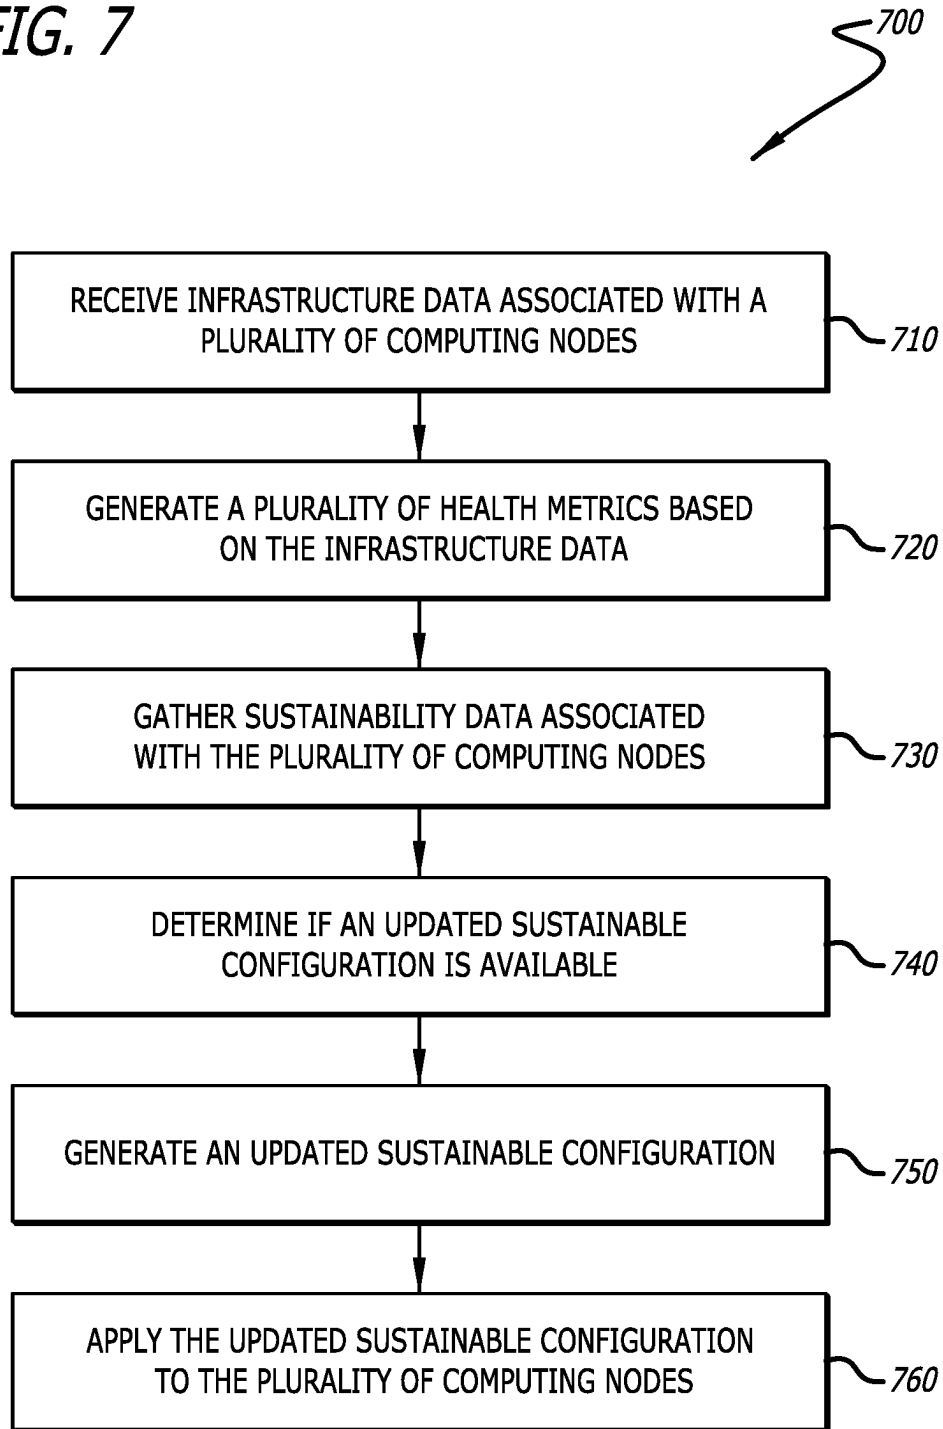 FIG. 7
700
RECEIVE INFRASTRUCTURE DATA ASSOCIATED WITH A
PLURALITY OF COMPUTING NODES
710
GENERATE A PLURALITY OF HEALTH METRICS BASED
ON THE INFRASTRUCTURE DATA
720
GATHER SUSTAINABILITY DATA ASSOCIATED
WITH THE PLURALITY OF COMPUTING NODES
730
DETERMINE IF AN UPDATED SUSTAINABLE
CONFIGURATION IS AVAILABLE
740
GENERATE AN UPDATED SUSTAINABLE CONFIGURATION
750
APPLY THE UPDATED SUSTAINABLE CONFIGURATION
TO THE PLURALITY OF COMPUTING NODES
760